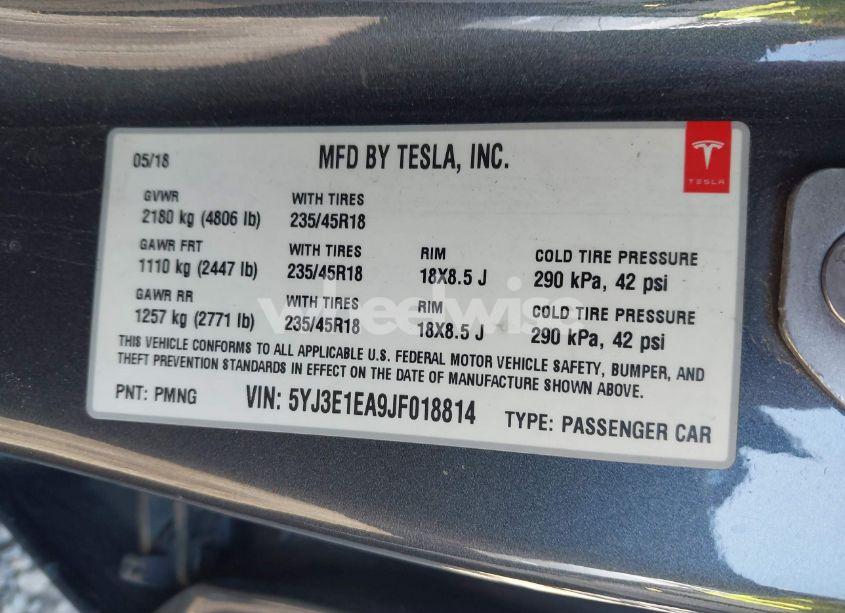 05/18 MFD BY TESLA, INC.
TESLA
GVWR WITH TIRES
2180 kg (4806 lb) 235/45R18
GAWR FRT WITH TIRES RIM COLD TIRE PRESSURE
1110 kg (2447 lb) 235/45R18 18X8.5 J 290 kPa, 42 psi
GAWR RR WITH TIRES RIM COLD TIRE PRESSURE
1257 kg (2771 lb) 235/45R18 18X8.5 J 290 kPa, 42 psi
wheelwise
THIS VEHICLE CONFORMS TO ALL APPLICABLE U.S. FEDERAL MOTOR VEHICLE SAFETY, BUMPER, AND
THEFT PREVENTION STANDARDS IN EFFECT ON THE DATE OF MANUFACTURE SHOWN ABOVE.
PNT: PMNG VIN: 5YJ3E1EA9JF018814 TYPE: PASSENGER CAR